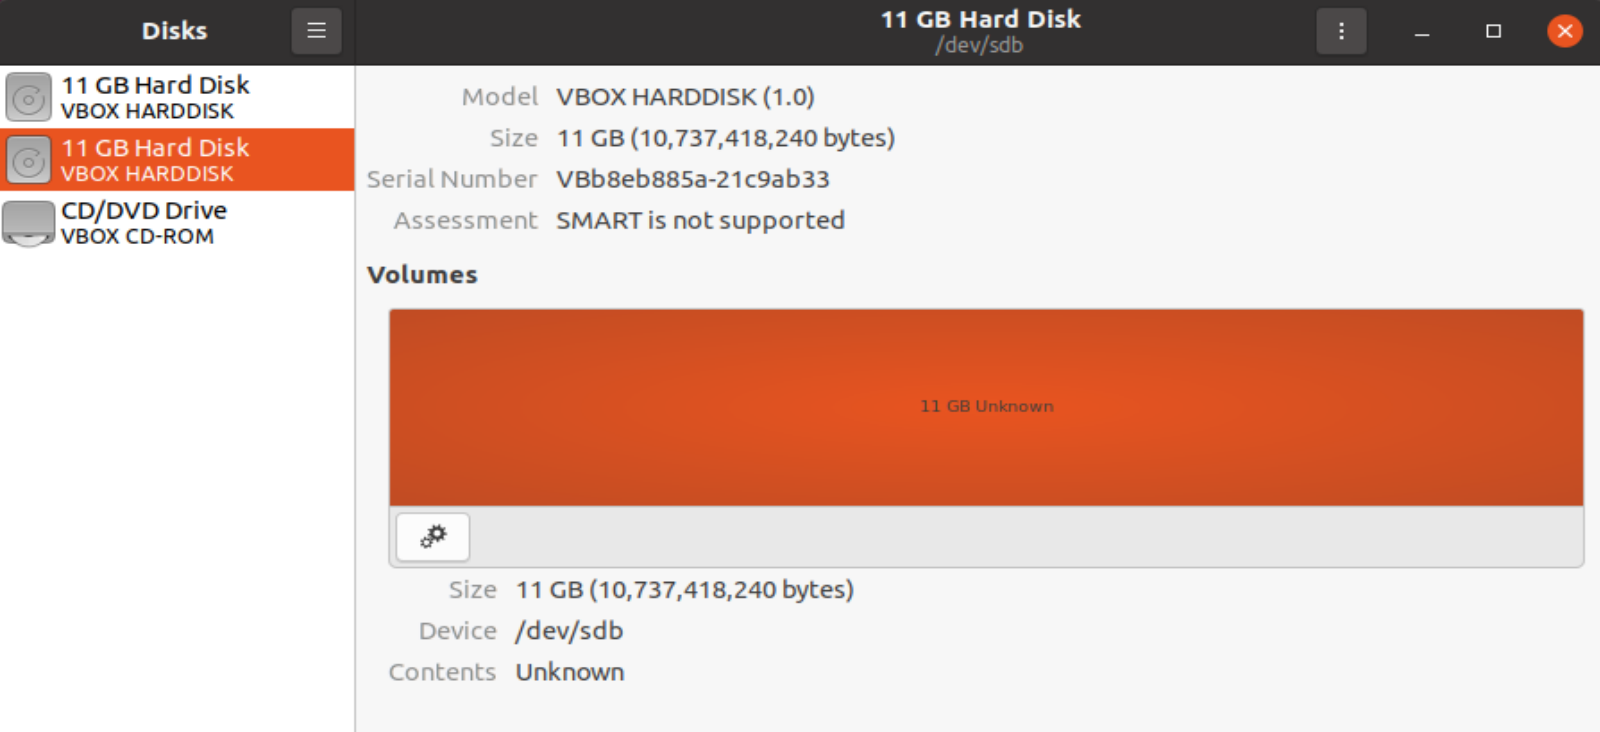 Disks
11 GB Hard Disk
/dev/sdb
11 GB Hard Disk
VBOX HARDDISK
11 GB Hard Disk
VBOX HARDDISK
CD/DVD Drive
VBOX CD-ROM
Model VBOX HARDDISK (1.0)
Size 11 GB (10,737,418,240 bytes)
Serial Number VBb8eb885a-21c9ab33
Assessment SMART is not supported
Volumes
11 GB Unknown
Size 11 GB (10,737,418,240 bytes)
Device /dev/sdb
Contents Unknown